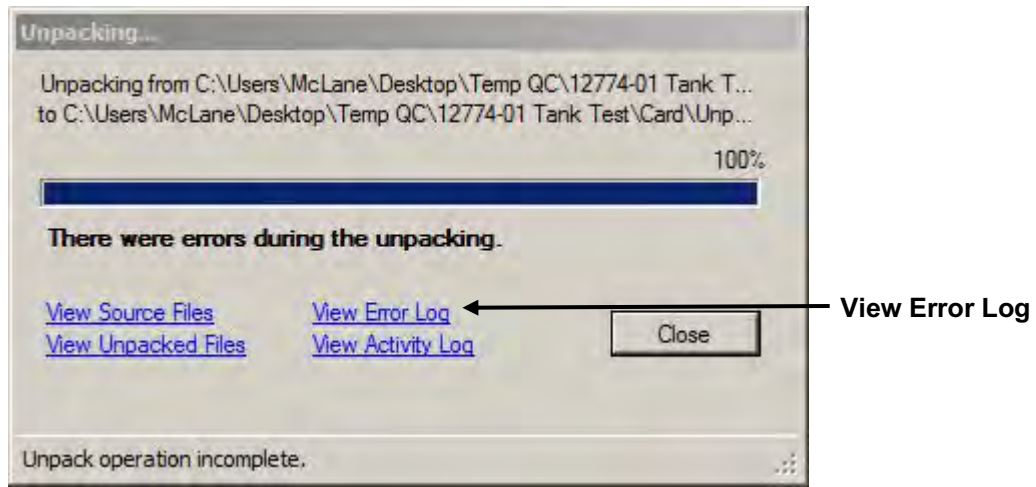 Unpacking...
Unpacking from C:\Users\McLane\Desktop\Temp QC\12774-01 Tank T...
to C:\Users\McLane\Desktop\Temp QC\12774-01 Tank Test\Card\Unp...
100%
There were errors during the unpacking.
View Source Files View Error Log View Error Log
View Unpacked Files View Activity Log Close
Unpack operation incomplete.